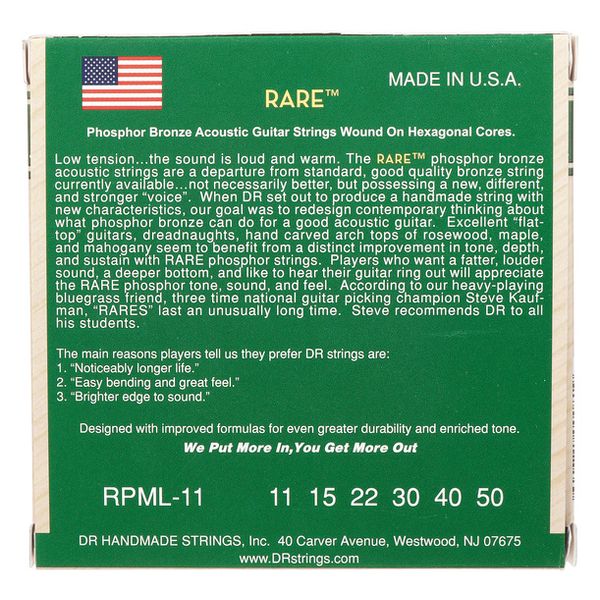 MADE IN U.S.A.
RARE™
Phosphor Bronze Acoustic Guitar Strings Wound On Hexagonal Cores.
Low tension...the sound is loud and warm. The RARE™ phosphor bronze
acoustic strings are a departure from standard, good quality bronze string
currently available...not necessarily better, but possessing a new, different,
and stronger “voice”. When DR set out to produce a handmade string with
new characteristics, our goal was to redesign contemporary thinking about
what phosphor bronze can do for a good acoustic guitar. Excellent “flat-
top” guitars, dreadnaughts, hand carved arch tops of rosewood, maple,
and mahogany seem to benefit from a distinct improvement in tone, depth,
and sustain with RARE phosphor strings. Players who want a fatter, louder
sound, a deeper bottom, and like to hear their guitar ring out will appreciate
the RARE phosphor tone, sound, and feel. According to our heavy-playing
bluegrass friend, three time national guitar picking champion Steve Kauf-
man, “RARES” last an unusually long time. Steve recommends DR to all
his students.
The main reasons players tell us they prefer DR strings are:
1. “Noticeably longer life.”
2. “Easy bending and great feel.”
3. “Brighter edge to sound.”
Designed with improved formulas for even greater durability and enriched tone.
We Put More In,You Get More Out
RPML-11 11 15 22 30 40 50
DR HANDMADE STRINGS, Inc. 40 Carver Avenue, Westwood, NJ 07675
www.DRstrings.com